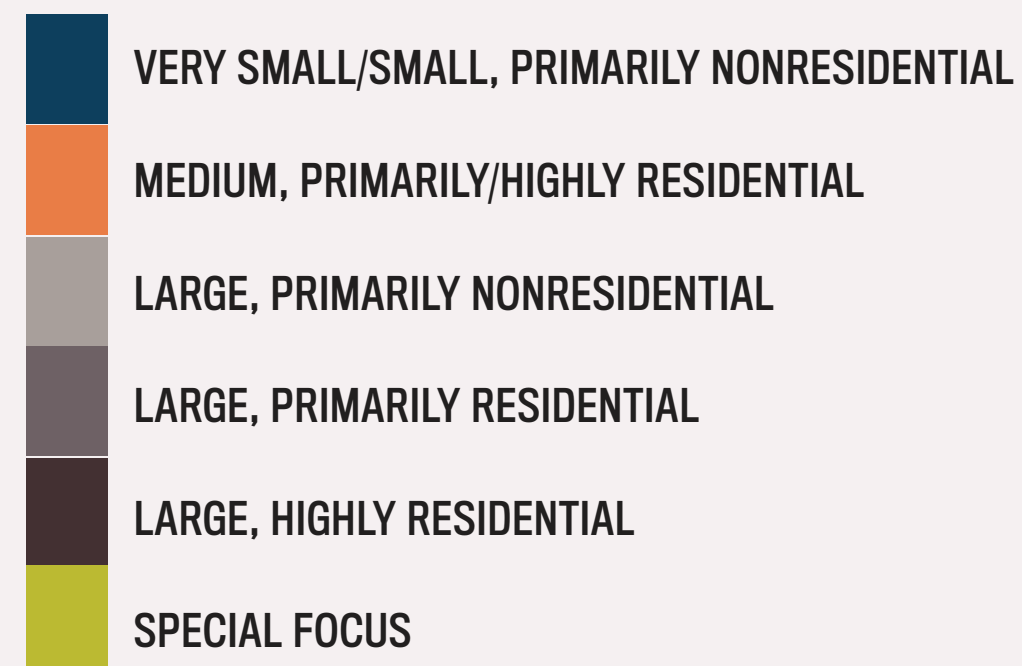 VERY SMALL/SMALL, PRIMARILY NONRESIDENTIAL
MEDIUM, PRIMARILY/HIGHLY RESIDENTIAL
LARGE, PRIMARILY NONRESIDENTIAL
LARGE, PRIMARILY RESIDENTIAL
LARGE, HIGHLY RESIDENTIAL
SPECIAL FOCUS